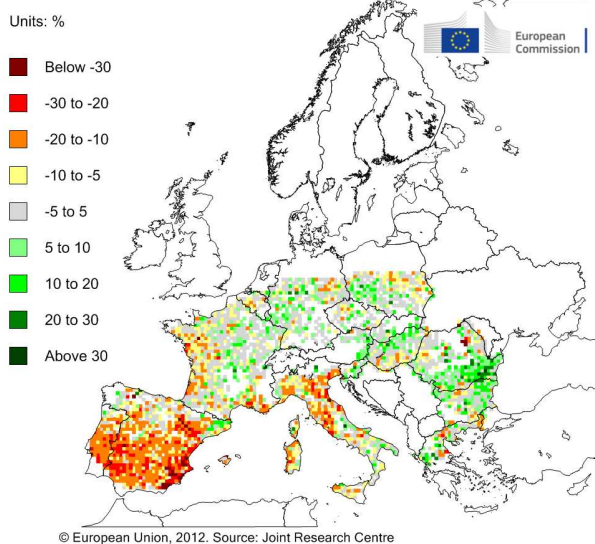 Units: %
European
Commission
Below -30
-30 to -20
-20 to -10
-10 to -5
-5 to 5
5 to 10
10 to 20
20 to 30
Above 30
© European Union, 2012. Source: Joint Research Centre